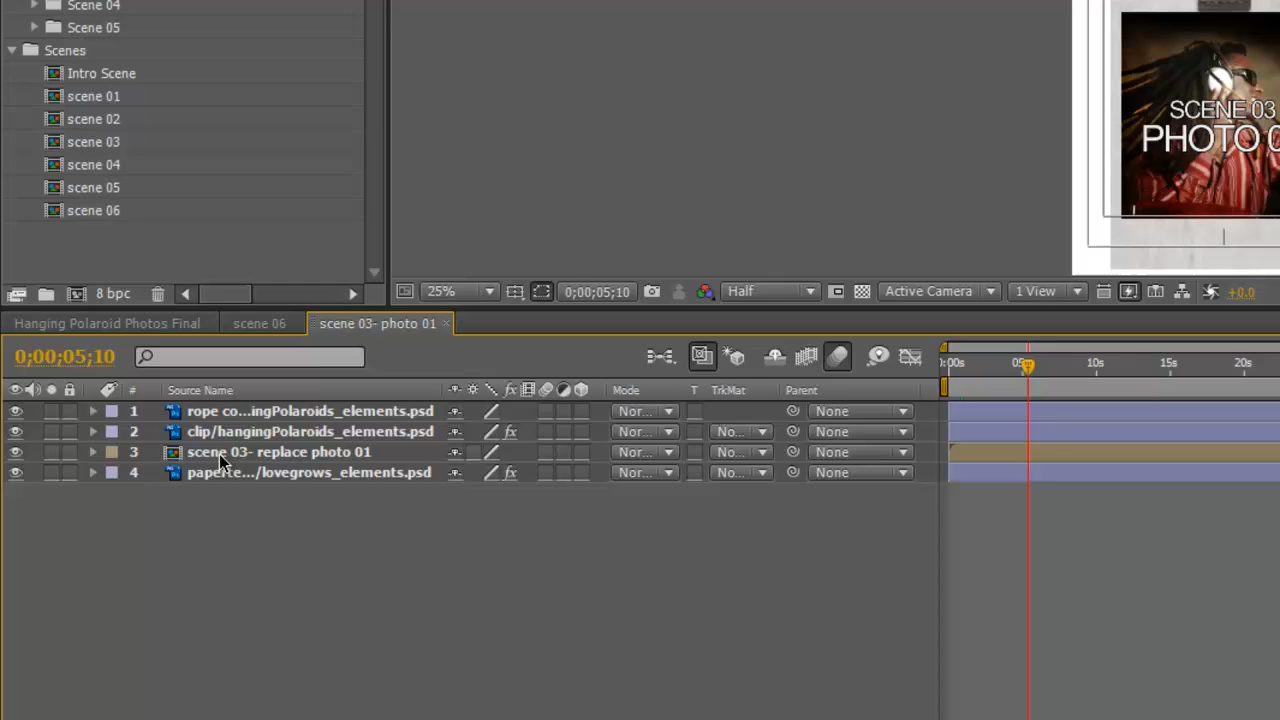 Scene 04
Scene 05
Scenes
Intro Scene
scene 01
scene 02
scene 03
scene 04
scene 05
scene 06
SCENE 03
PHOTO
8 bpc
25%
0;00;05;10
Half
Active Camera
1 View
+0.0
Hanging Polaroid Photos Final
scene 06
scene 03- photo 01 ×
0;00;05;10
0:00s 05 10s 15s 20s
# Source Name fx Mode T TrkMat Parent
1 rope co...ingPolaroids_elements.psd Nor... None
2 clip/hangingPolaroids_elements.psd fx Nor... No... None
3 scene 03- replace photo 01 Nor... No... None
4 /lovegrows_elements.psd fx Nor... No... None